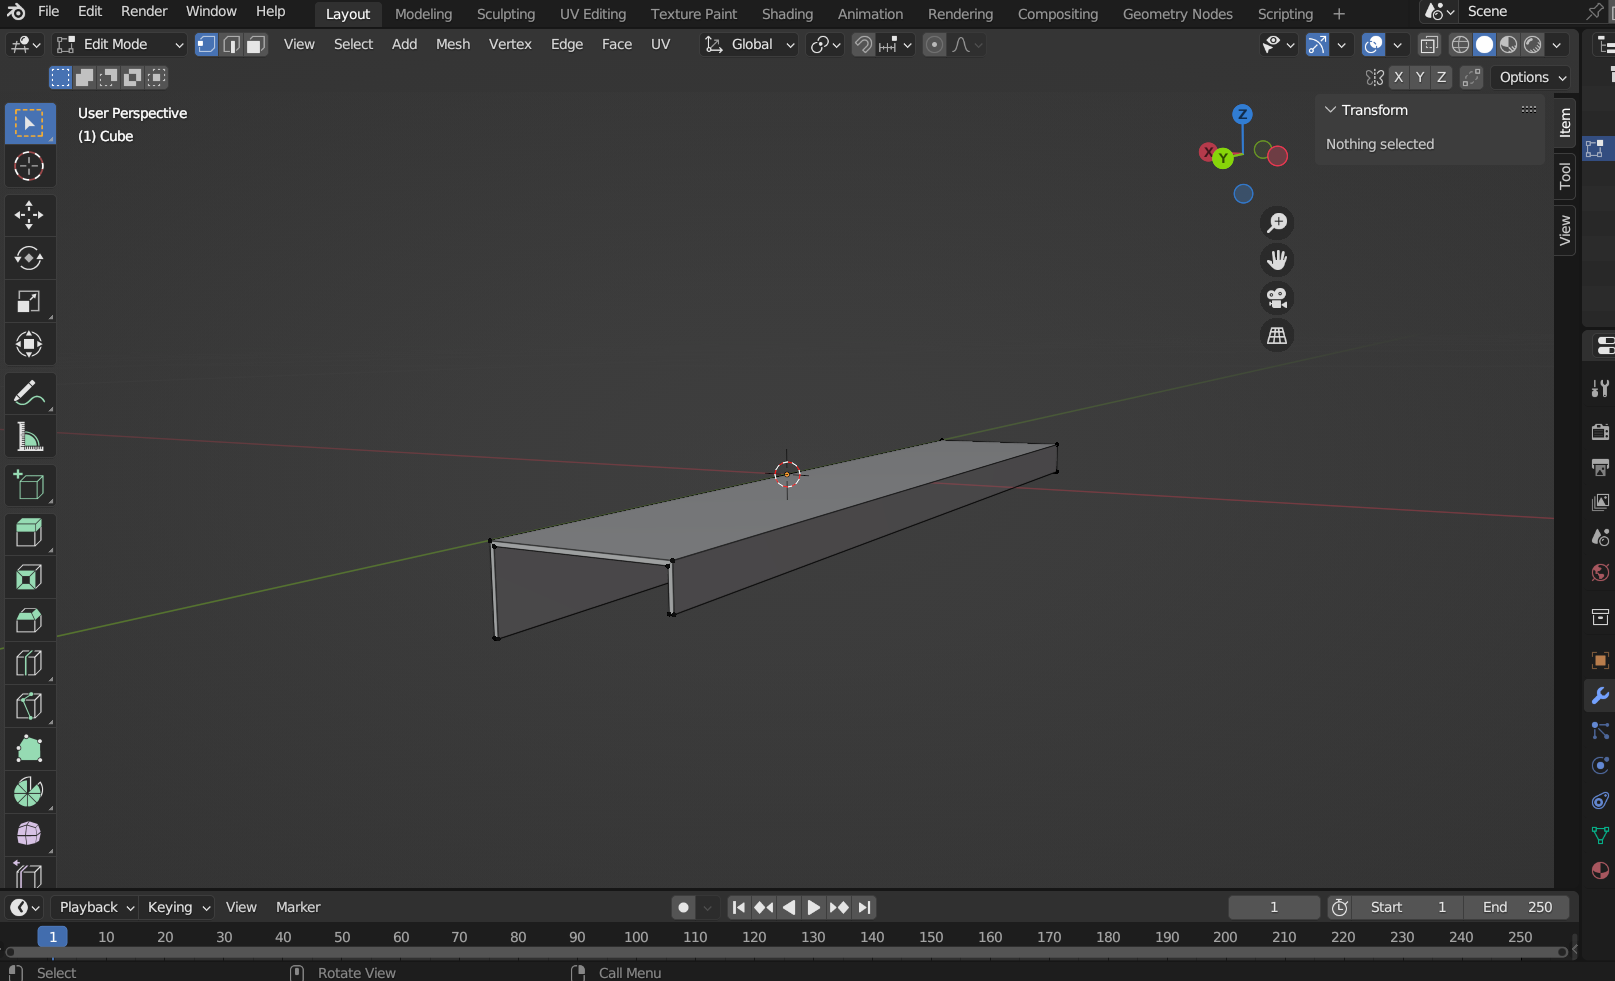 File Edit Render Window Help Layout Modeling Sculpting UV Editing Texture Paint Shading Animation Rendering Compositing Geometry Nodes Scripting + Scene
Edit Mode View Select Add Mesh Vertex Edge Face UV Global
X Y Z Options
User Perspective
(1) Cube
Z
X
Y
Transform
Nothing selected
Item
Tool
View
Playback Keying View Marker 1 Start 1 End 250
1 10 20 30 40 50 60 70 80 90 100 110 120 130 140 150 160 170 180 190 200 210 220 230 240 250
Select Rotate View Call Menu